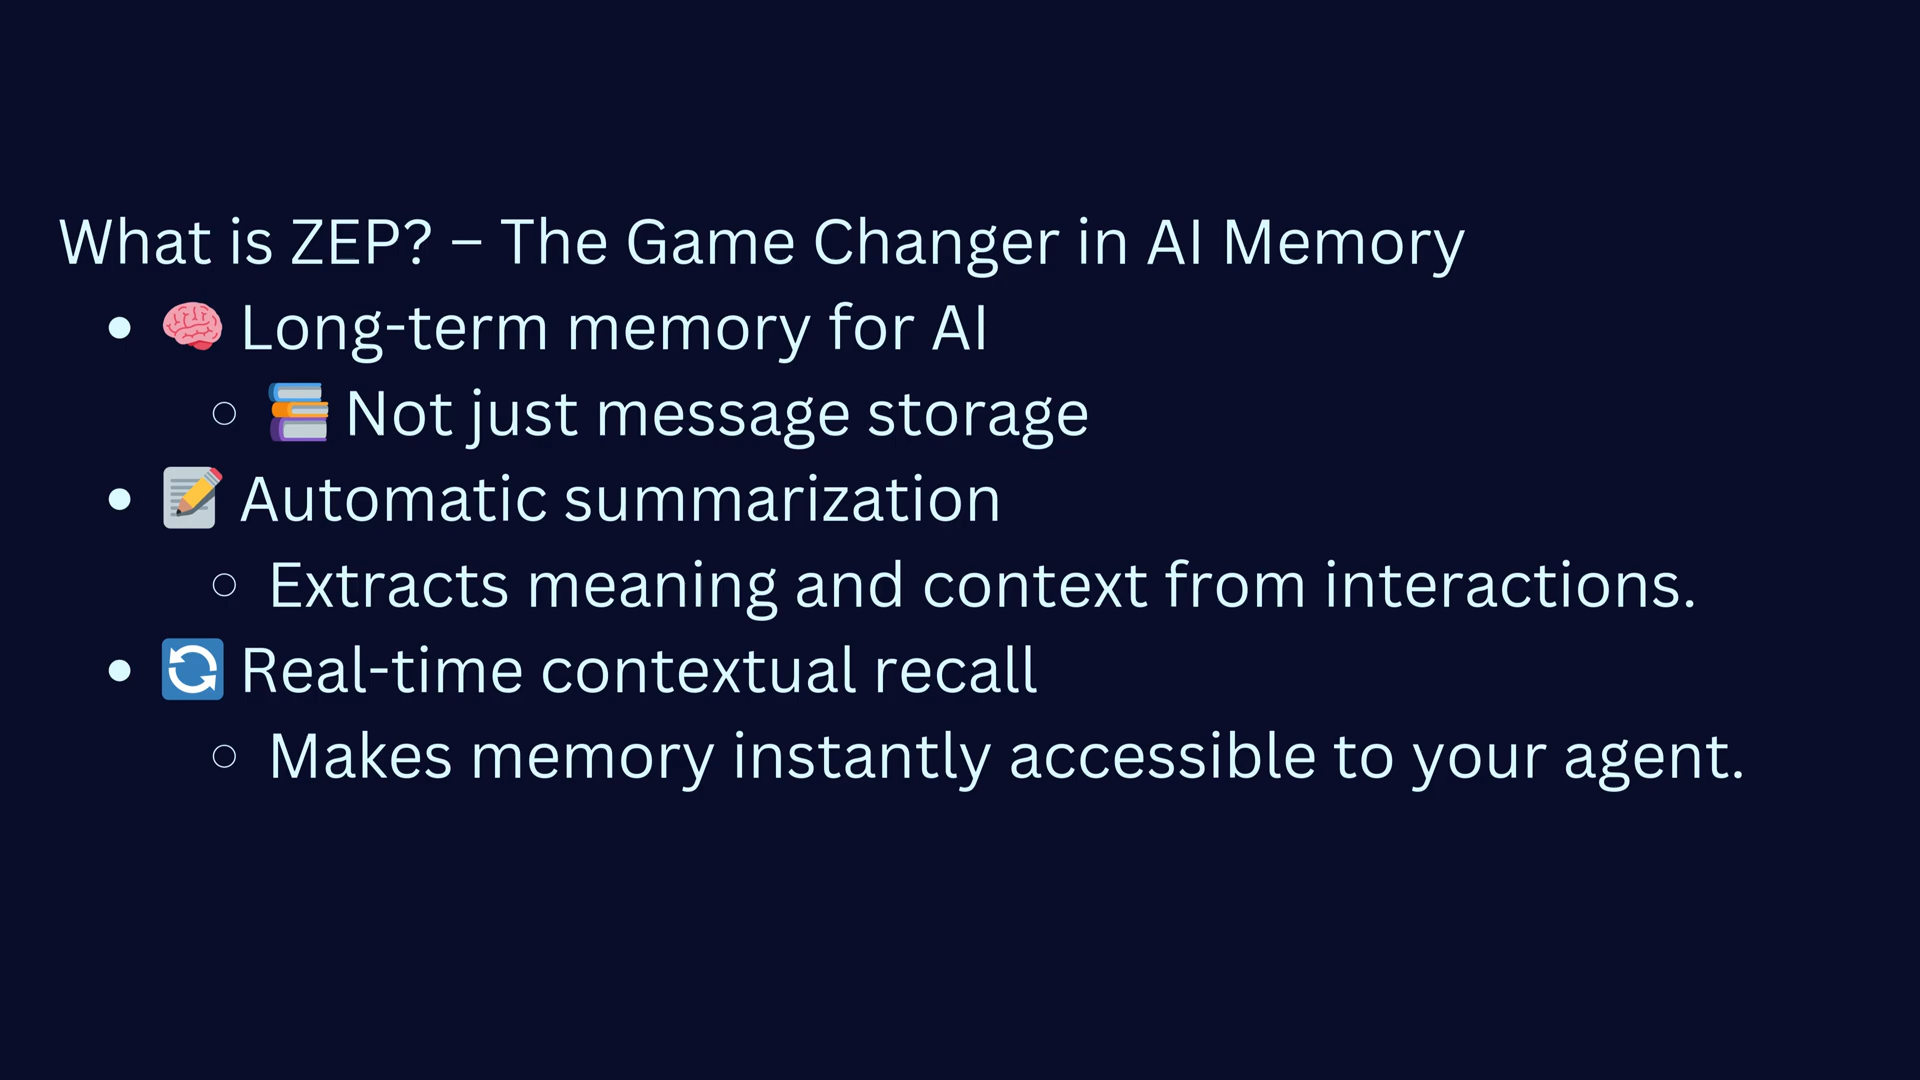 What is ZEP? – The Game Changer in AI Memory
• 🧠 Long-term memory for AI
○ 📚 Not just message storage
• 📝 Automatic summarization
○ Extracts meaning and context from interactions.
• 🔄 Real-time contextual recall
○ Makes memory instantly accessible to your agent.